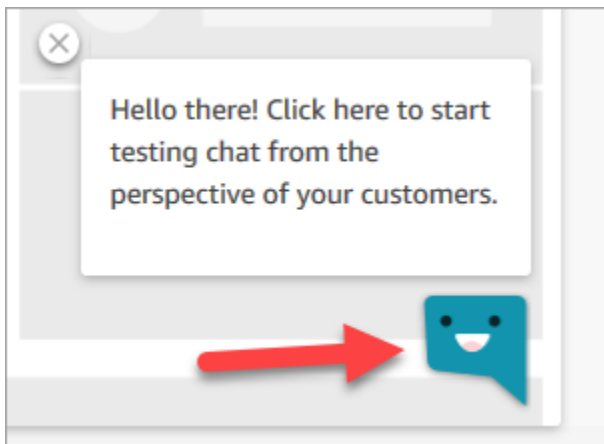 Hello there! Click here to start
testing chat from the
perspective of your customers.